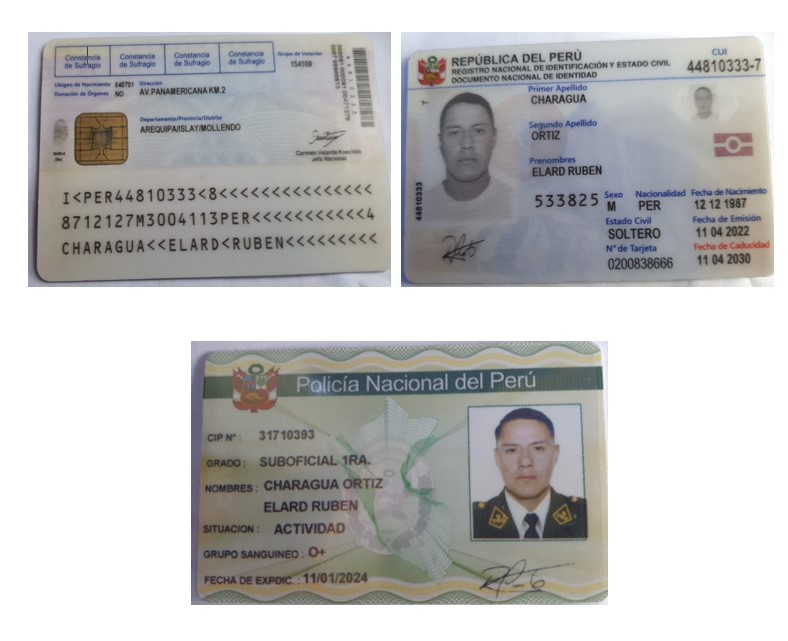 Constancia de Sufragio
Constancia de Sufragio
Constancia de Sufragio
Constancia de Sufragio
Grupo de Votación
154109
Ubigeo de Nacimiento 040701 Dirección
Donación de Órganos NO AV.PANAMERICANA KM.2
Departamento/Provincia/Distrito
AREQUIPA/ISLAY/MOLLENDO
Carmen Velarde Koechlin
Jefa Nacional
I<PER44810333<8<<<<<<<<<<<<<<<
8712127M3004113PER<<<<<<<<<<<4
CHARAGUA<<ELARD<RUBEN<<<<<<<<<
REPÚBLICA DEL PERÚ
REGISTRO NACIONAL DE IDENTIFICACIÓN Y ESTADO CIVIL
DOCUMENTO NACIONAL DE IDENTIDAD
CUI
44810333-7
Primer Apellido
CHARAGUA
Segundo Apellido
ORTIZ
Prenombres
ELARD RUBEN
44810333
533825
Sexo Nacionalidad Fecha de Nacimiento
M PER 12 12 1987
Estado Civil Fecha de Emisión
SOLTERO 11 04 2022
N° de Tarjeta Fecha de Caducidad
0200838666 11 04 2030
Policía Nacional del Perú
CIP N° : 31710393
GRADO : SUBOFICIAL 1RA.
NOMBRES : CHARAGUA ORTIZ
ELARD RUBEN
SITUACION : ACTIVIDAD
GRUPO SANGUINEO : O+
FECHA DE EXPDIC. : 11/01/2024